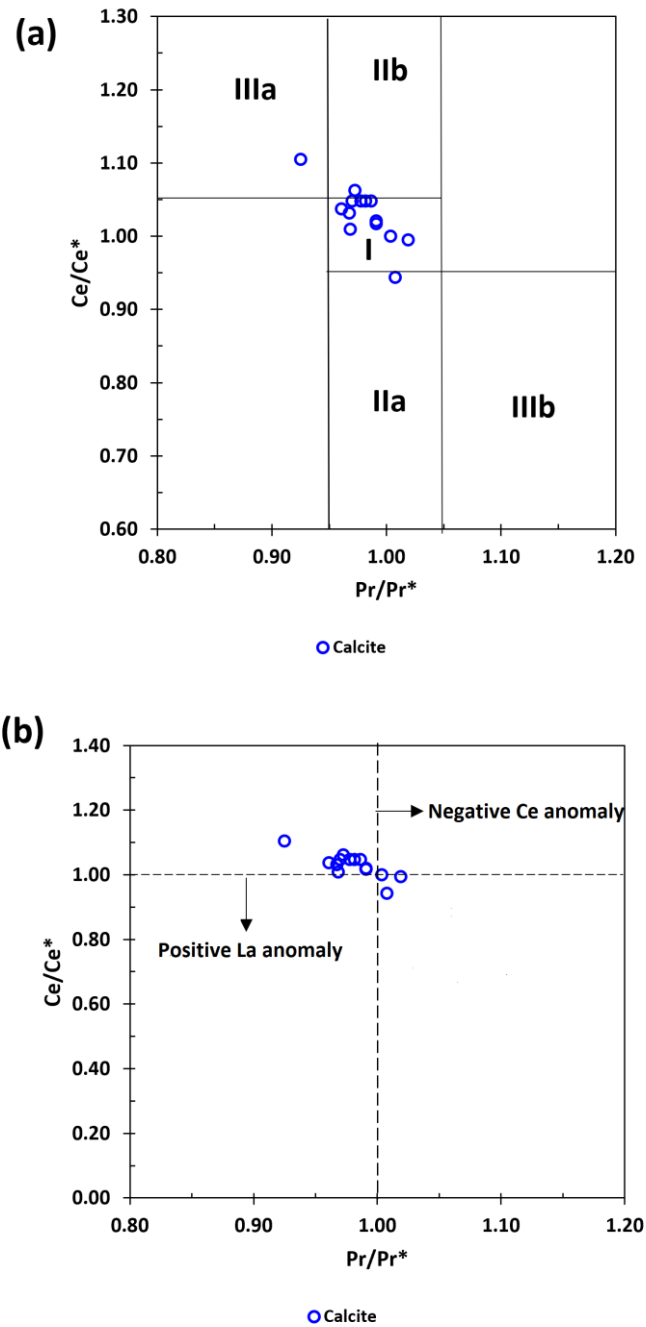 (a)
1.30
1.20
1.10
1.00
0.90
0.80
0.70
0.60
Ce/Ce*
IIIa
IIb
I
IIa
IIIb
0.80 0.90 1.00 1.10 1.20
Pr/Pr*
Calcite
(b)
1.40
1.20
1.00
0.80
0.60
0.40
0.20
0.00
Ce/Ce*
Negative Ce anomaly
Positive La anomaly
0.80 0.90 1.00 1.10 1.20
Pr/Pr*
Calcite